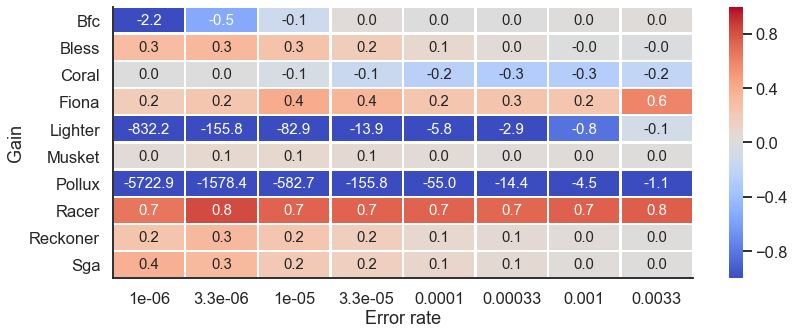 Gain
Bfc -2.2 -0.5 -0.1 0.0 0.0 0.0 0.0 0.0
Bless 0.3 0.3 0.3 0.2 0.1 0.0 -0.0 -0.0
Coral 0.0 0.0 -0.1 -0.1 -0.2 -0.3 -0.3 -0.2
Fiona 0.2 0.2 0.4 0.4 0.2 0.3 0.2 0.6
Lighter -832.2 -155.8 -82.9 -13.9 -5.8 -2.9 -0.8 -0.1
Musket 0.0 0.1 0.1 0.1 0.0 0.0 0.0 0.0
Pollux -5722.9 -1578.4 -582.7 -155.8 -55.0 -14.4 -4.5 -1.1
Racer 0.7 0.8 0.7 0.7 0.7 0.7 0.7 0.8
Reckoner 0.2 0.3 0.2 0.2 0.1 0.1 0.0 0.0
Sga 0.4 0.3 0.2 0.2 0.1 0.1 0.0 0.0
1e-06 3.3e-06 1e-05 3.3e-05 0.0001 0.00033 0.001 0.0033
Error rate
0.8
0.4
0.0
−0.4
−0.8